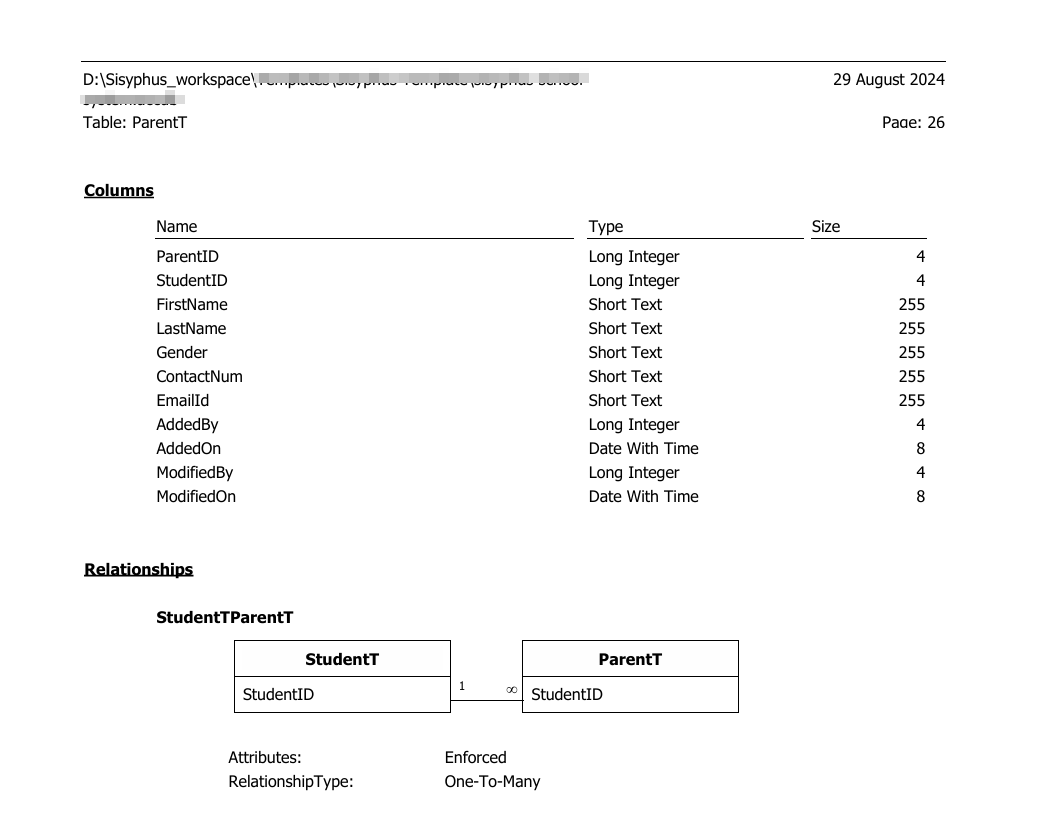 D:\Sisyphus_workspace\
29 August 2024
Table: ParentT
Page: 26
Columns
Name Type Size
ParentID Long Integer 4
StudentID Long Integer 4
FirstName Short Text 255
LastName Short Text 255
Gender Short Text 255
ContactNum Short Text 255
EmailId Short Text 255
AddedBy Long Integer 4
AddedOn Date With Time 8
ModifiedBy Long Integer 4
ModifiedOn Date With Time 8
Relationships
StudentTParentT
StudentT ParentT
StudentID 1 ∞ StudentID
Attributes: Enforced
RelationshipType: One-To-Many